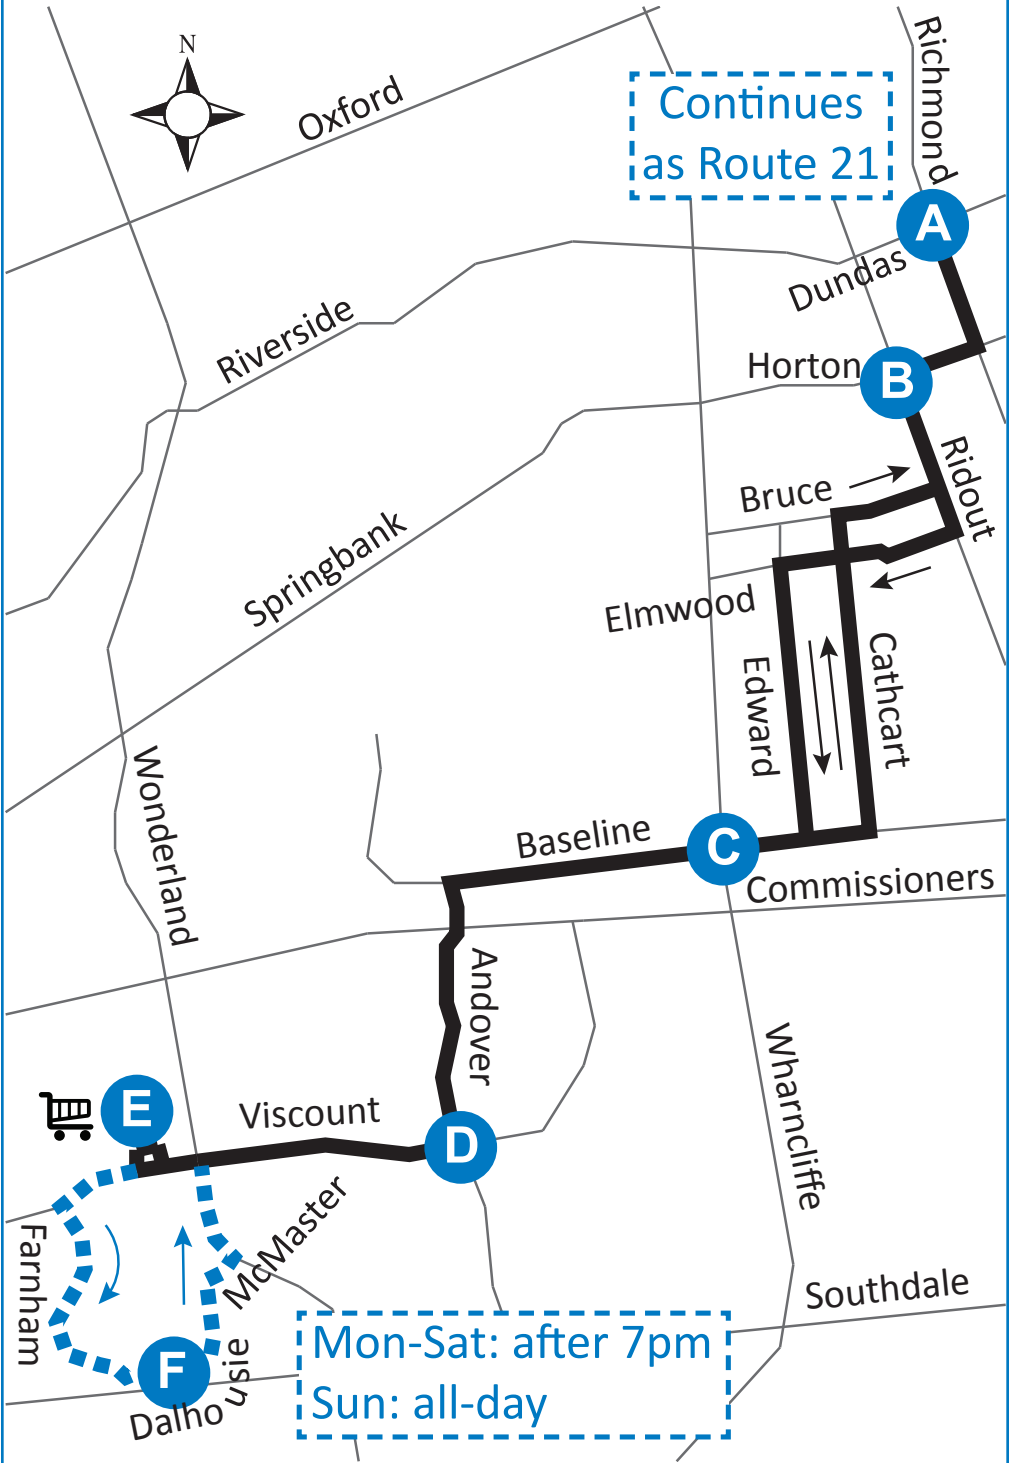 N
Oxford
Richmond
Continues
as Route 21
A
Dundas
Riverside
Horton
B
Ridout
Bruce
Springbank
Elmwood
Edward
Cathcart
Wonderland
Baseline
C
Commissioners
Andover
Wharncliffe
E
Viscount
D
McMaster
Farnham
Southdale
Mon-Sat: after 7pm
Sun: all-day
F
Dalhousie